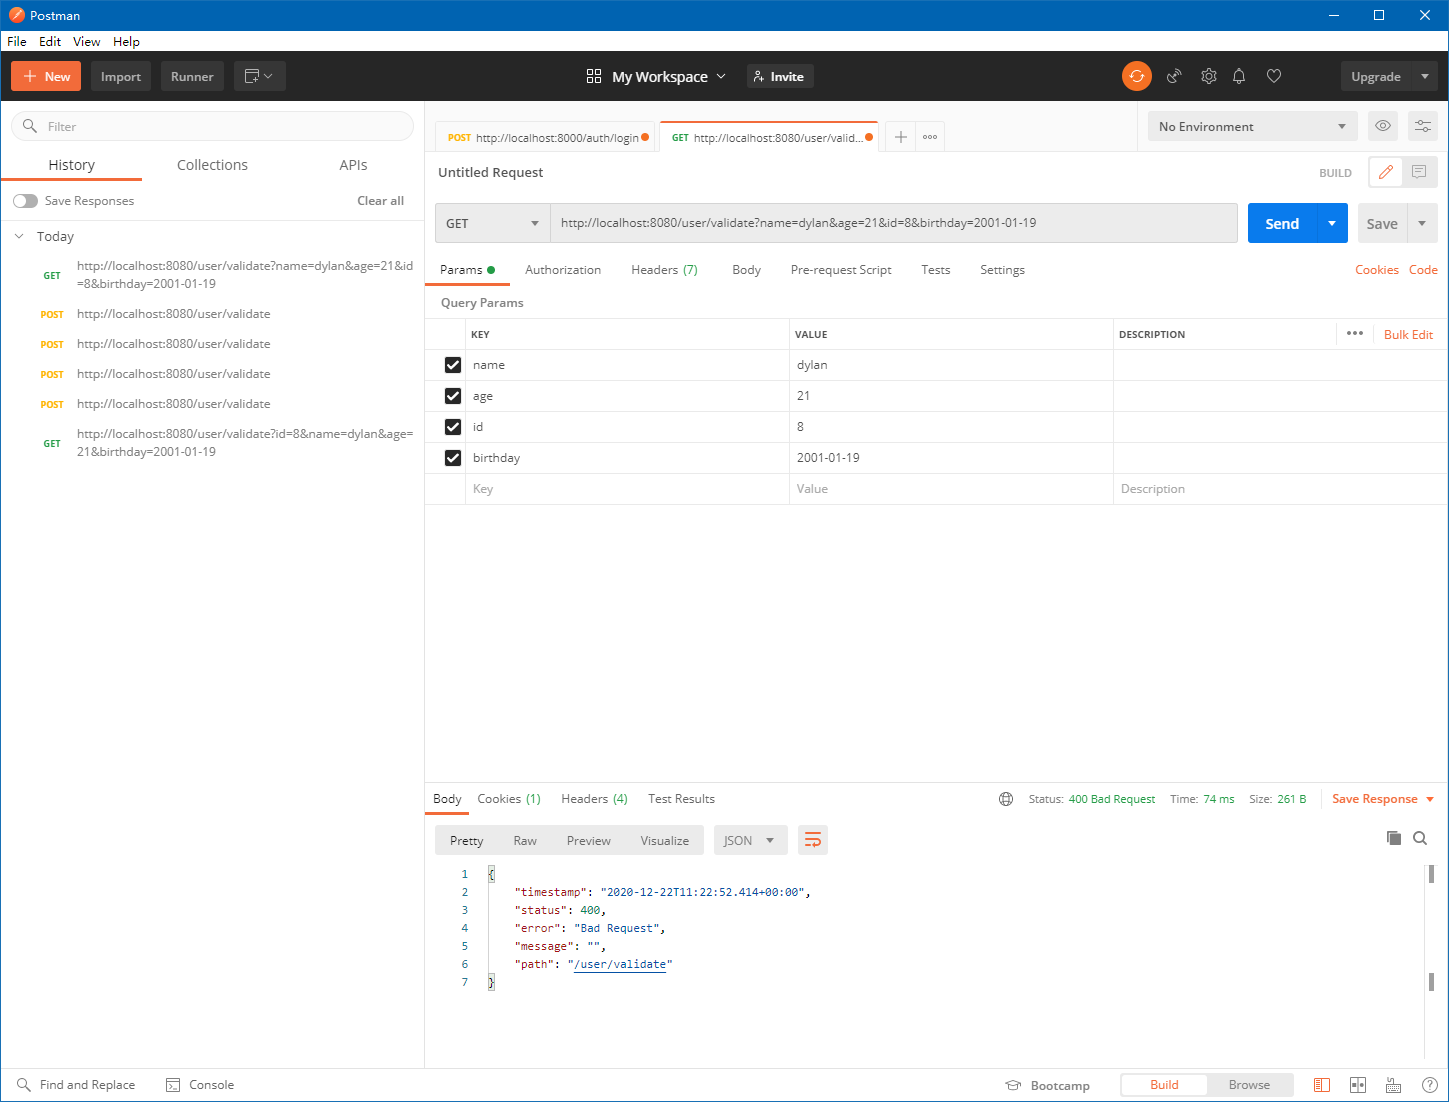 Postman
File Edit View Help
New Import Runner My Workspace Invite Upgrade
Filter
History Collections APIs
Save Responses Clear all
Today
GET http://localhost:8080/user/validate?name=dylan&age=21&id
=8&birthday=2001-01-19
POST http://localhost:8080/user/validate
POST http://localhost:8080/user/validate
POST http://localhost:8080/user/validate
POST http://localhost:8080/user/validate
GET http://localhost:8080/user/validate?id=8&name=dylan&age=
21&birthday=2001-01-19
POST http://localhost:8000/auth/login GET http://localhost:8080/user/valid... No Environment
Untitled Request BUILD
GET http://localhost:8080/user/validate?name=dylan&age=21&id=8&birthday=2001-01-19 Send Save
Params Authorization Headers (7) Body Pre-request Script Tests Settings Cookies Code
Query Params
KEY VALUE DESCRIPTION Bulk Edit
name dylan
age 21
id 8
birthday 2001-01-19
Key Value Description
Body Cookies (1) Headers (4) Test Results Status: 400 Bad Request Time: 74 ms Size: 261 B Save Response
Pretty Raw Preview Visualize JSON
1 {
2 "timestamp": "2020-12-22T11:22:52.414+00:00",
3 "status": 400,
4 "error": "Bad Request",
5 "message": "",
6 "path": "/user/validate"
7 }
Find and Replace Console Bootcamp Build Browse